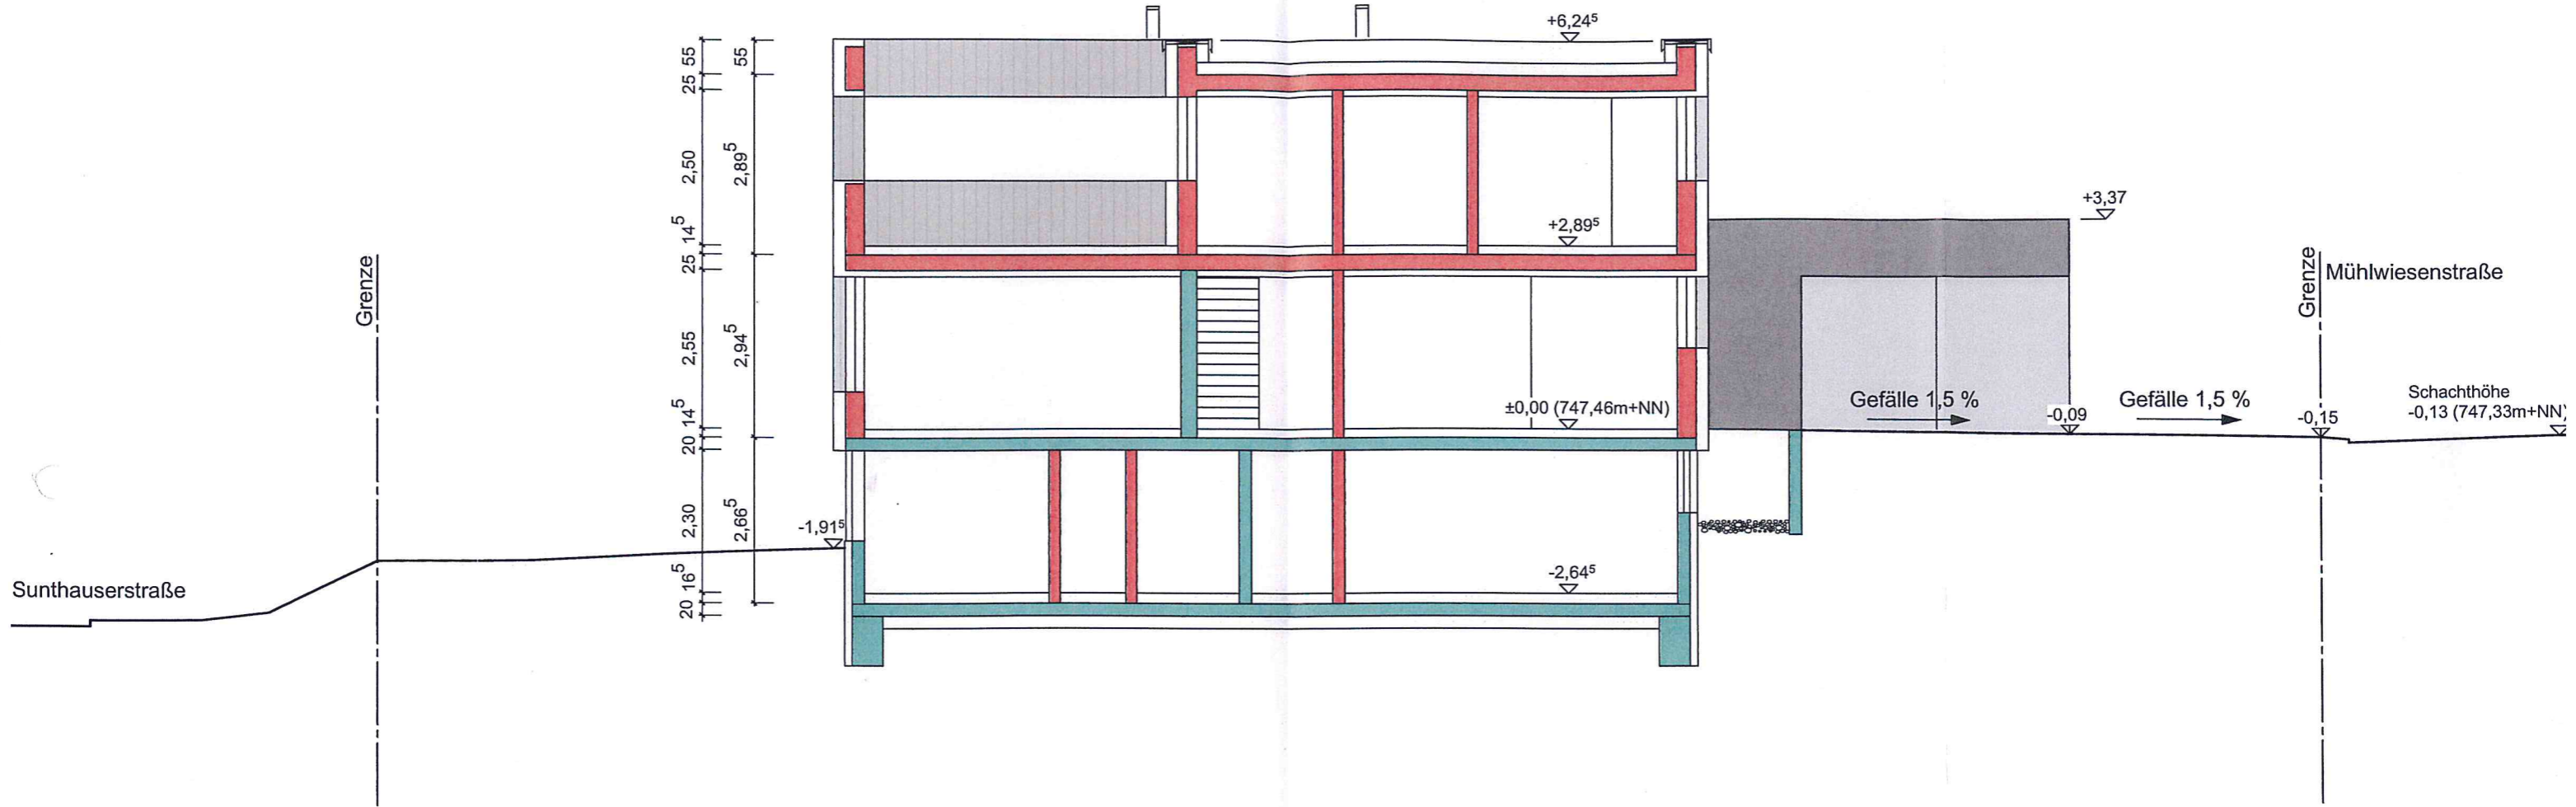 +6,24⁵
55
55
25
2,50
2,89⁵
14⁵
25
+2,89⁵
+3,37
Grenze
Grenze
Mühlwiesenstraße
2,55
2,94⁵
14⁵
20
±0,00 (747,46m+NN)
Gefälle 1,5 %
-0,09
Gefälle 1,5 %
-0,15
Schachthöhe
-0,13 (747,33m+NN)
2,30
2,66⁵
-1,91⁵
Sunthauserstraße
16⁵
20
-2,64⁵